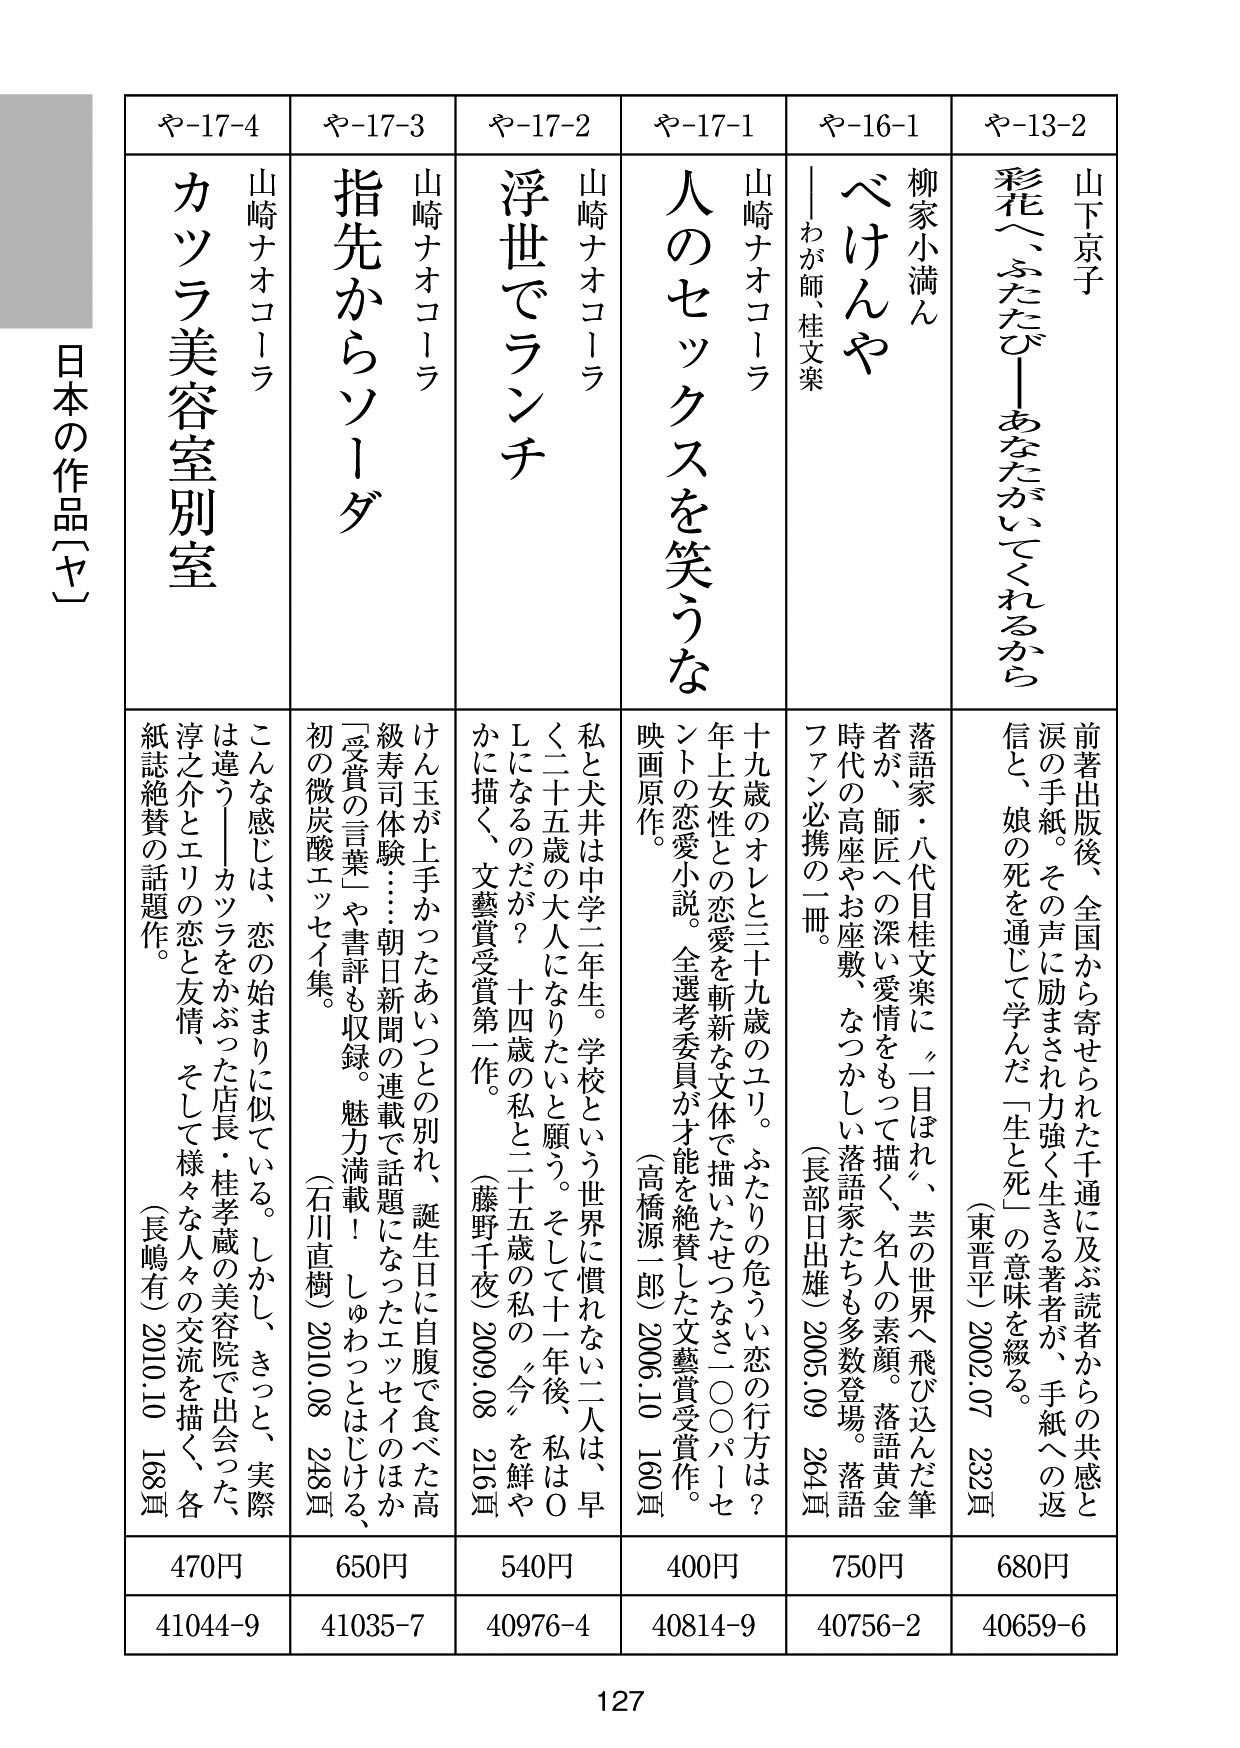 や-13-2
山下京子
彩花へ、ふたたび――あなたがいてくれるから
前著出版後、全国から寄せられた千通に及ぶ読者からの共感と
涙の手紙。その声に励まされ力強く生きる著者が、手紙への返
信と、娘の死を通じて学んだ「生と死」の意味を綴る。
（東晋平）2002.07　232頁
680円
40659-6
や-16-1
柳家小満ん
べけんや
――わが師、桂文楽
落語家・八代目桂文楽に〝一目ぼれ〟、芸の世界へ飛び込んだ筆
者が、師匠への深い愛情をもって描く、名人の素顔。落語黄金
時代の高座やお座敷、なつかしい落語家たちも多数登場。落語
ファン必携の一冊。（長部日出雄）2005.09　264頁
750円
40756-2
や-17-1
山崎ナオコーラ
人のセックスを笑うな
十九歳のオレと三十九歳のユリ。ふたりの危うい恋の行方は？
年上女性との恋愛を斬新な文体で描いたせつなさ一〇〇パーセ
ントの恋愛小説。全選考委員が才能を絶賛した文藝賞受賞作。
映画原作。（高橋源一郎）2006.10　160頁
400円
40814-9
や-17-2
山崎ナオコーラ
浮世でランチ
私と犬井は中学二年生。学校という世界に慣れない二人は、早
く二十五歳の大人になりたいと願う。そして十一年後、私はO
Lになるのだが？　十四歳の私と二十五歳の私の〝今〟を鮮や
かに描く、文藝賞受賞第一作。（藤野千夜）2009.08　216頁
540円
40976-4
や-17-3
山崎ナオコーラ
指先からソーダ
けん玉が上手かったあいつとの別れ、誕生日に自腹で食べた高
級寿司体験……朝日新聞の連載で話題になったエッセイのほか
「受賞の言葉」や書評も収録。魅力満載！　しゅわっとはじける、
初の微炭酸エッセイ集。（石川直樹）2010.08　248頁
650円
41035-7
や-17-4
山崎ナオコーラ
カツラ美容室別室
こんな感じは、恋の始まりに似ている。しかし、きっと、実際
は違う――カツラをかぶった店長・桂孝蔵の美容院で出会った、
淳之介とエリの恋と友情、そして様々な人々の交流を描く、各
紙誌絶賛の話題作。（長嶋有）2010.10　168頁
470円
41044-9
日本の作品〔ヤ〕
127